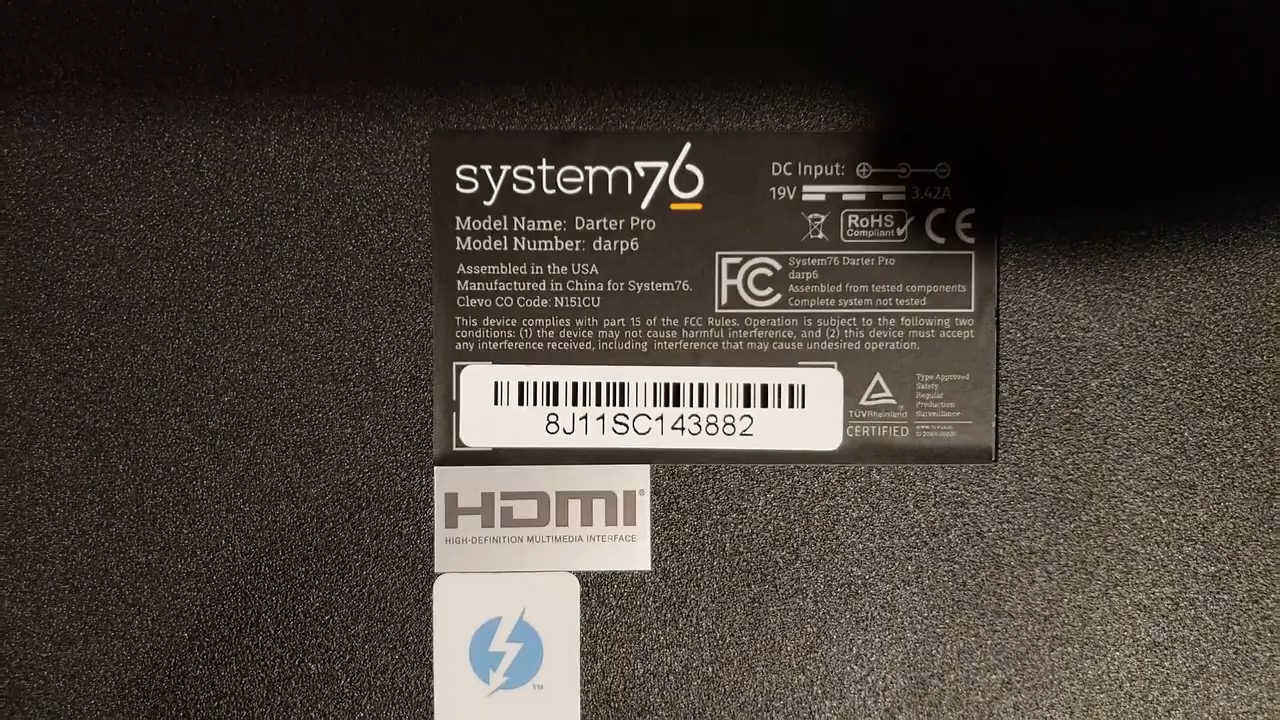 system76
Model Name: Darter Pro
Model Number: darp6
Assembled in the USA
Manufactured in China for System76.
Clevo CO Code: N151CU
DC Input:
19V 3.42A
RoHS
Compliant
CE
FC
System76 Darter Pro
darp6
Assembled from tested components
Complete system not tested
This device complies with part 15 of the FCC Rules. Operation is subject to the following two
conditions: (1) the device may not cause harmful interference, and (2) this device must accept
any interference received, including interference that may cause undesired operation.
8J11SC143882
TÜVRheinland®
CERTIFIED
Type Approved
Safety
Regular
Production
Surveillance
HDMI®
HIGH-DEFINITION MULTIMEDIA INTERFACE
TM